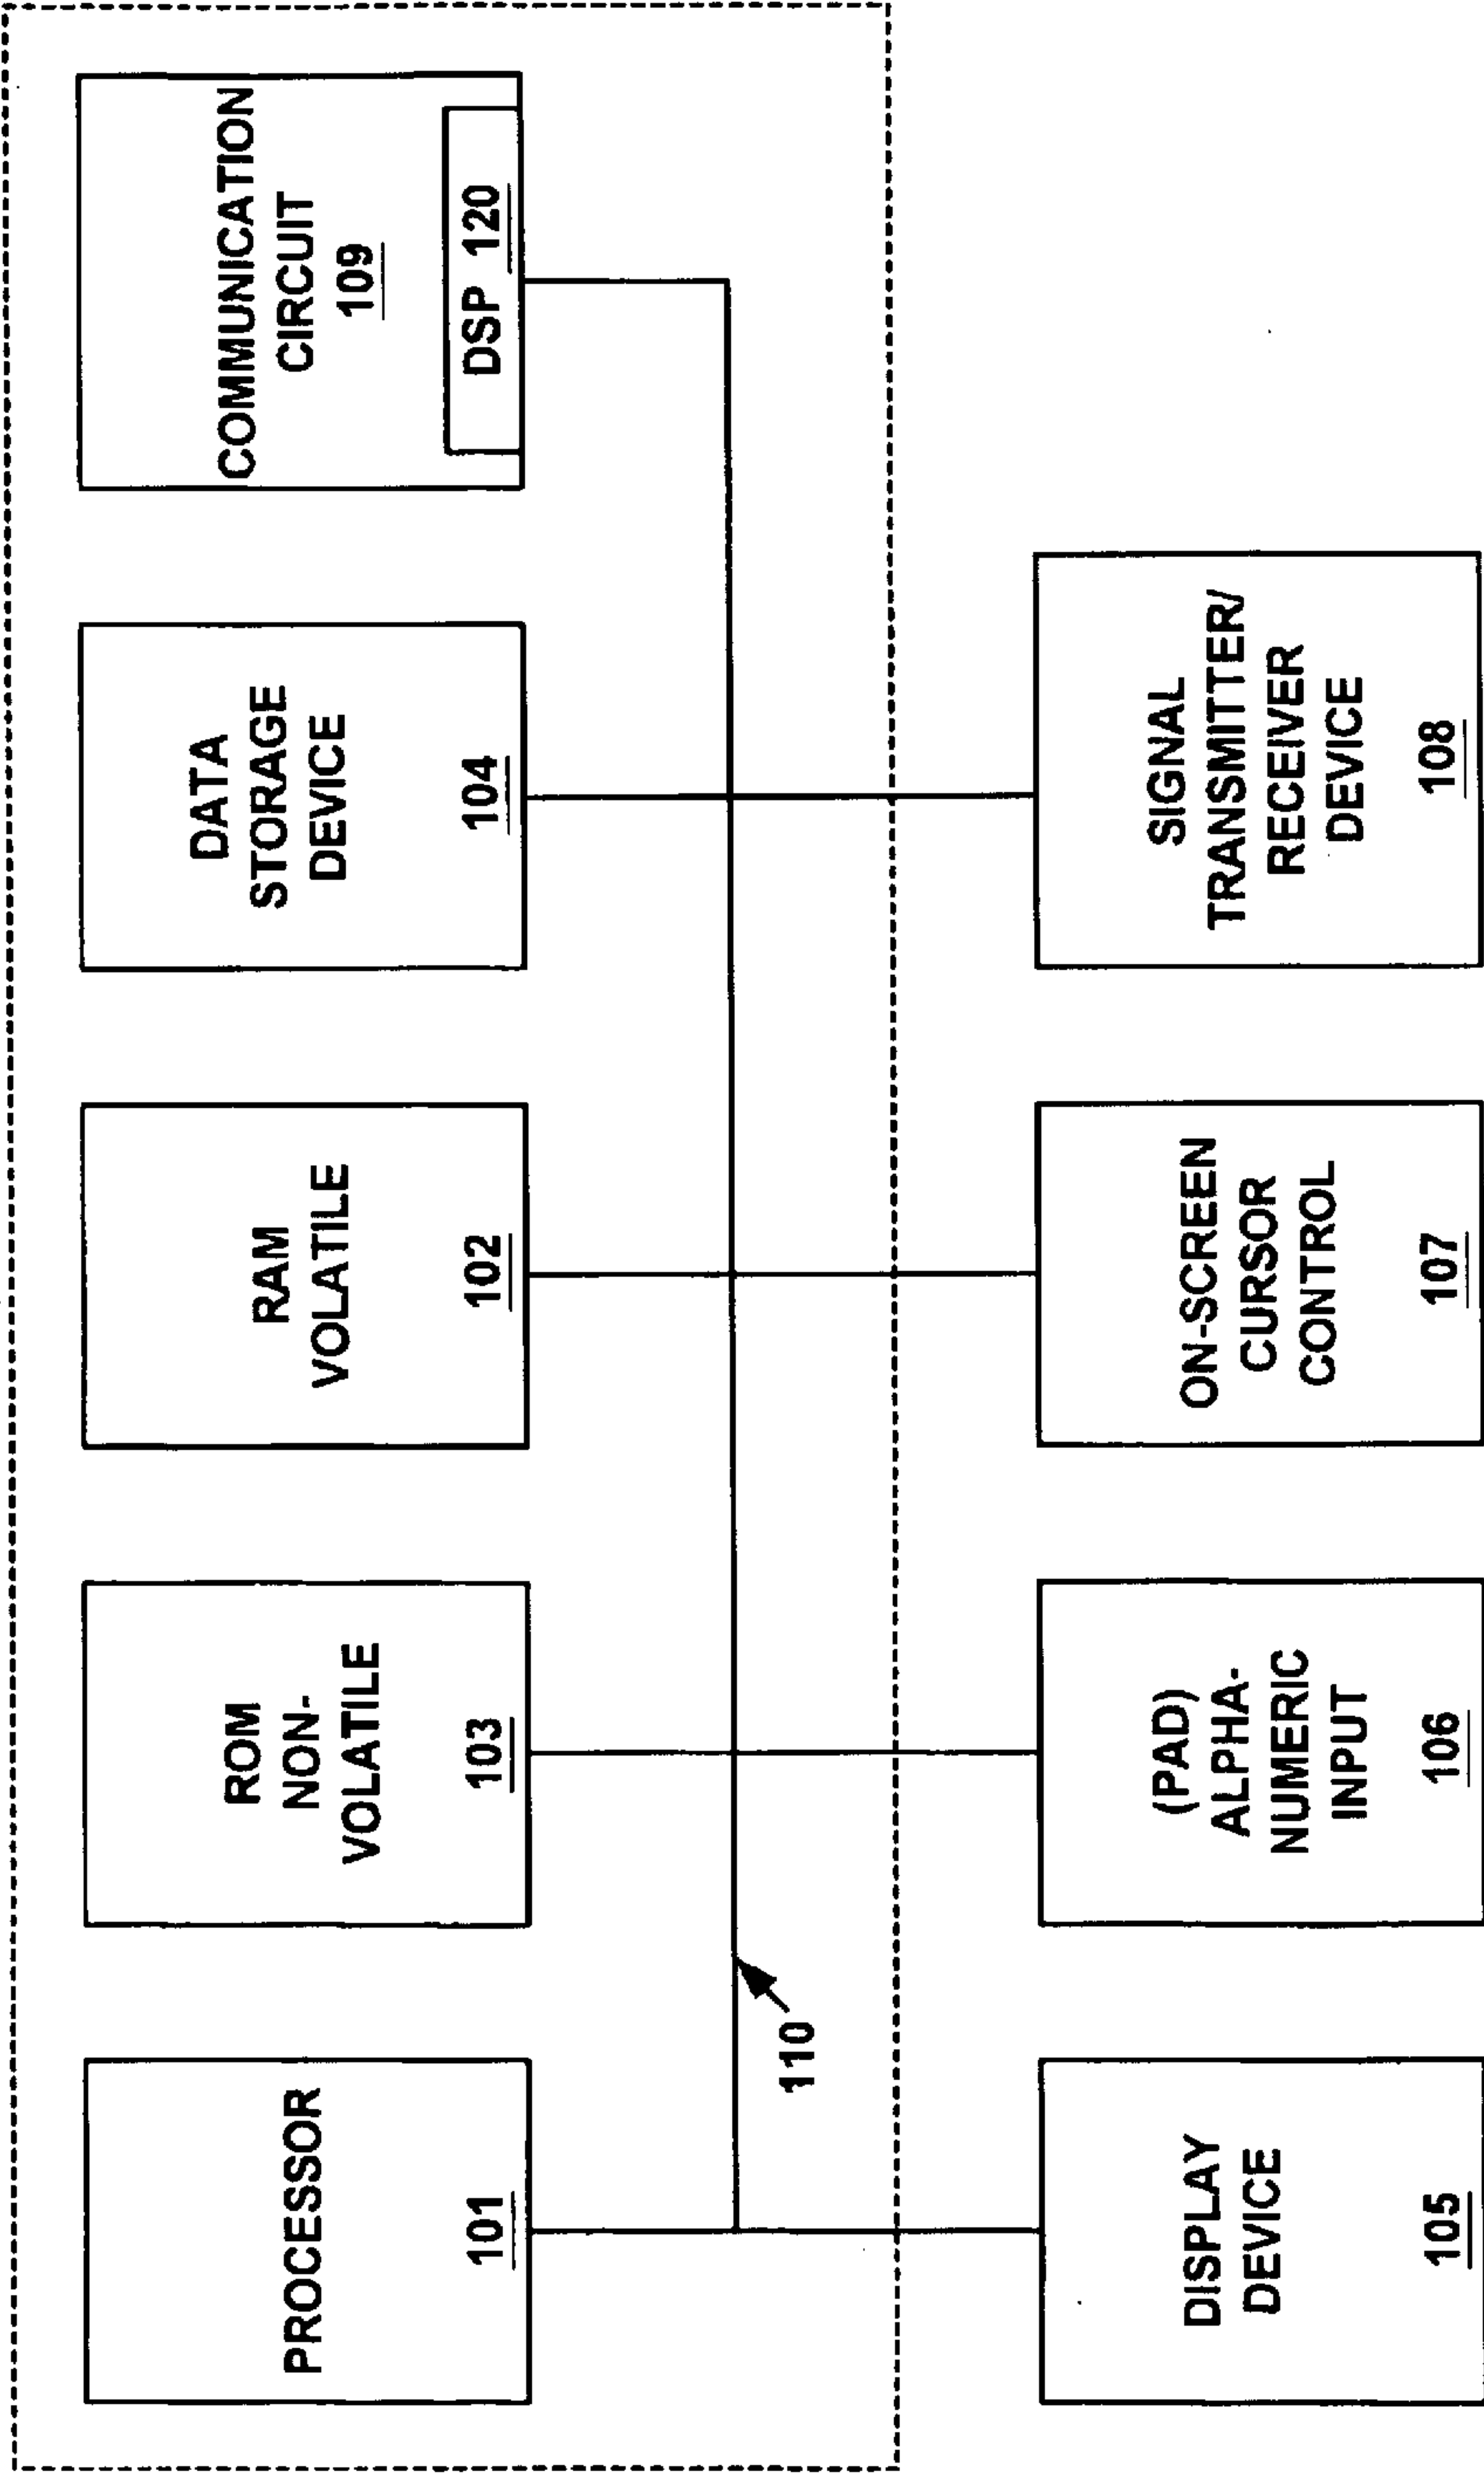 PROCESSOR
101
ROM
NON-
VOLATILE
103
RAM
VOLATILE
102
DATA
STORAGE
DEVICE
104
COMMUNICATION
CIRCUIT
109
DSP 120
110
DISPLAY
DEVICE
105
(PAD)
ALPHA-
NUMERIC
INPUT
106
ON-SCREEN
CURSOR
CONTROL
107
SIGNAL
TRANSMITTER/
RECEIVER
DEVICE
108